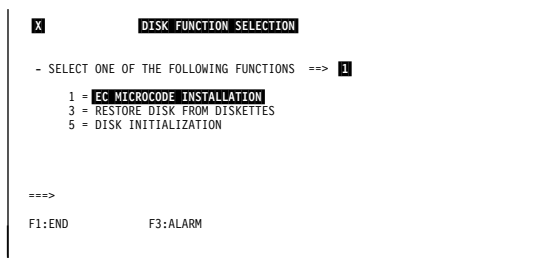 X DISK FUNCTION SELECTION
- SELECT ONE OF THE FOLLOWING FUNCTIONS ==> 1
1 = EC MICROCODE INSTALLATION
3 = RESTORE DISK FROM DISKETTES
5 = DISK INITIALIZATION
===>
F1:END F3:ALARM